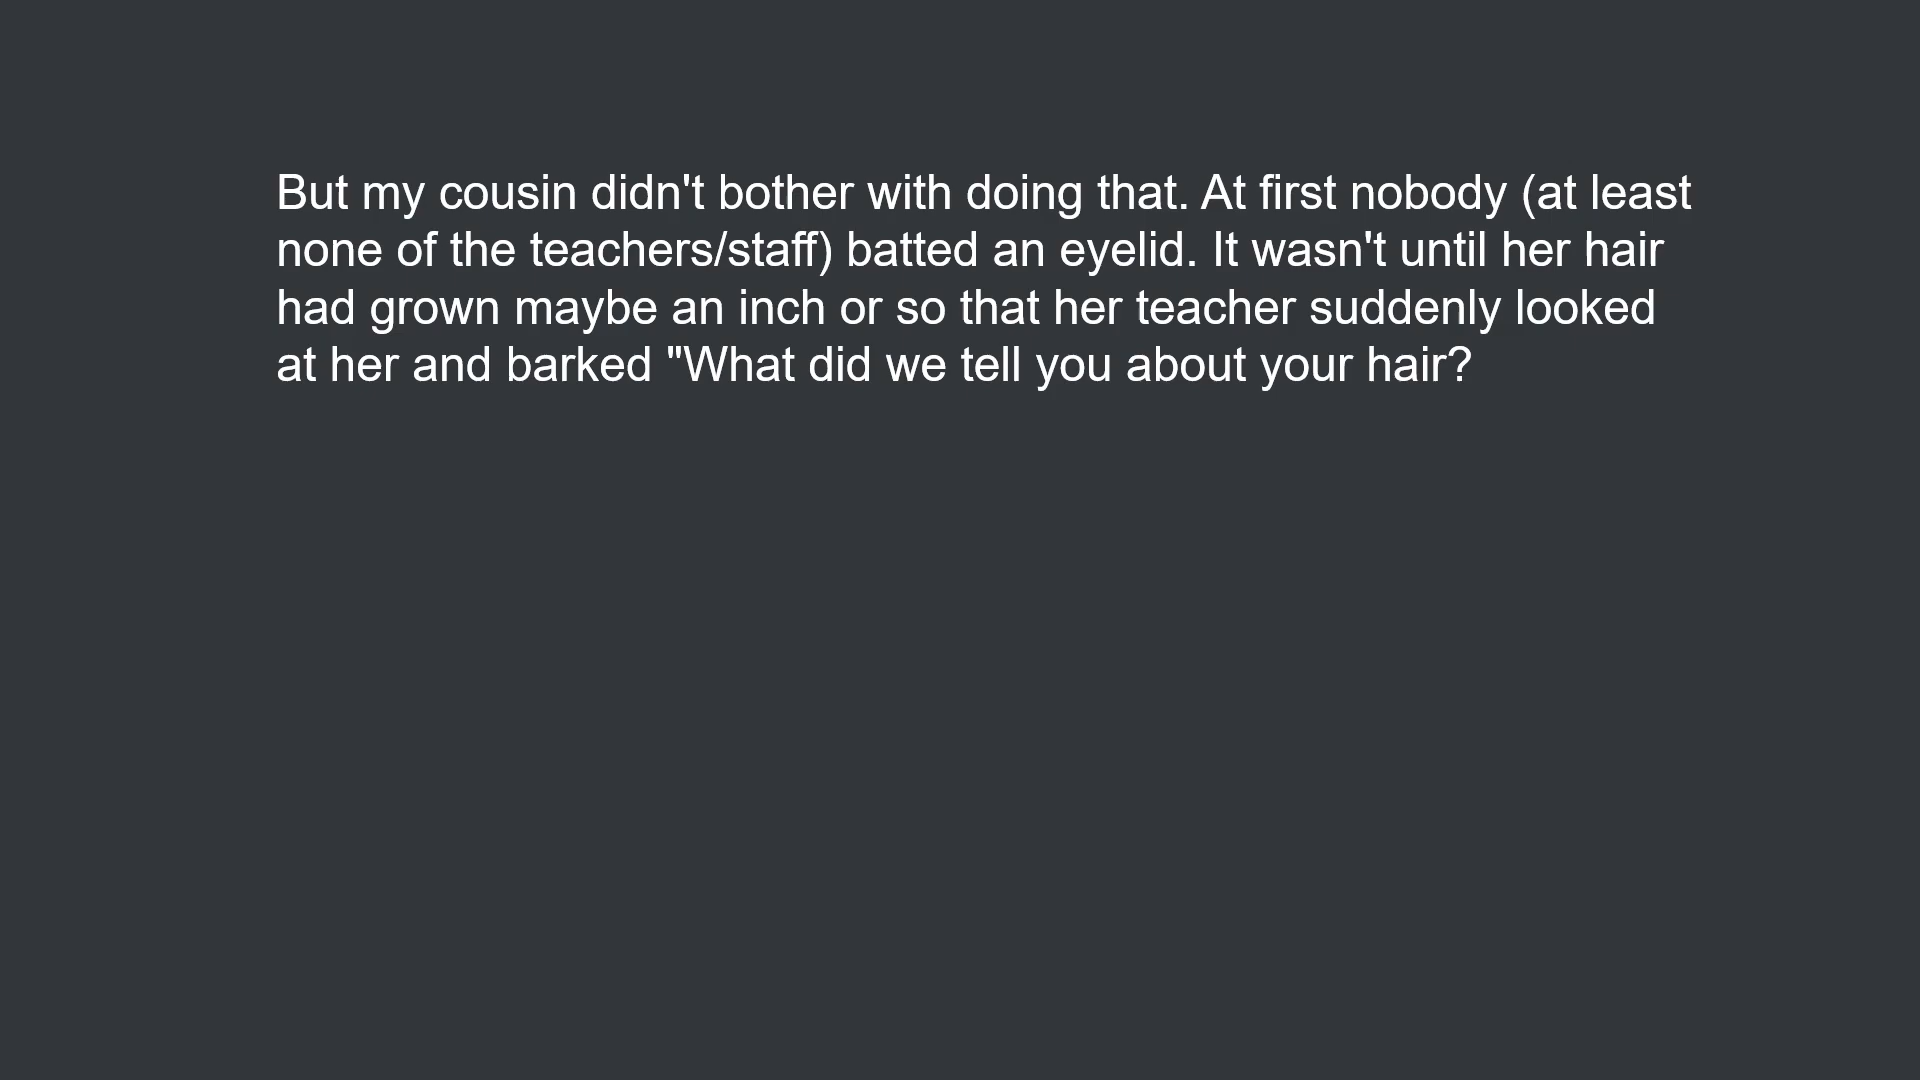 But my cousin didn't bother with doing that. At first nobody (at least
none of the teachers/staff) batted an eyelid. It wasn't until her hair
had grown maybe an inch or so that her teacher suddenly looked
at her and barked "What did we tell you about your hair?